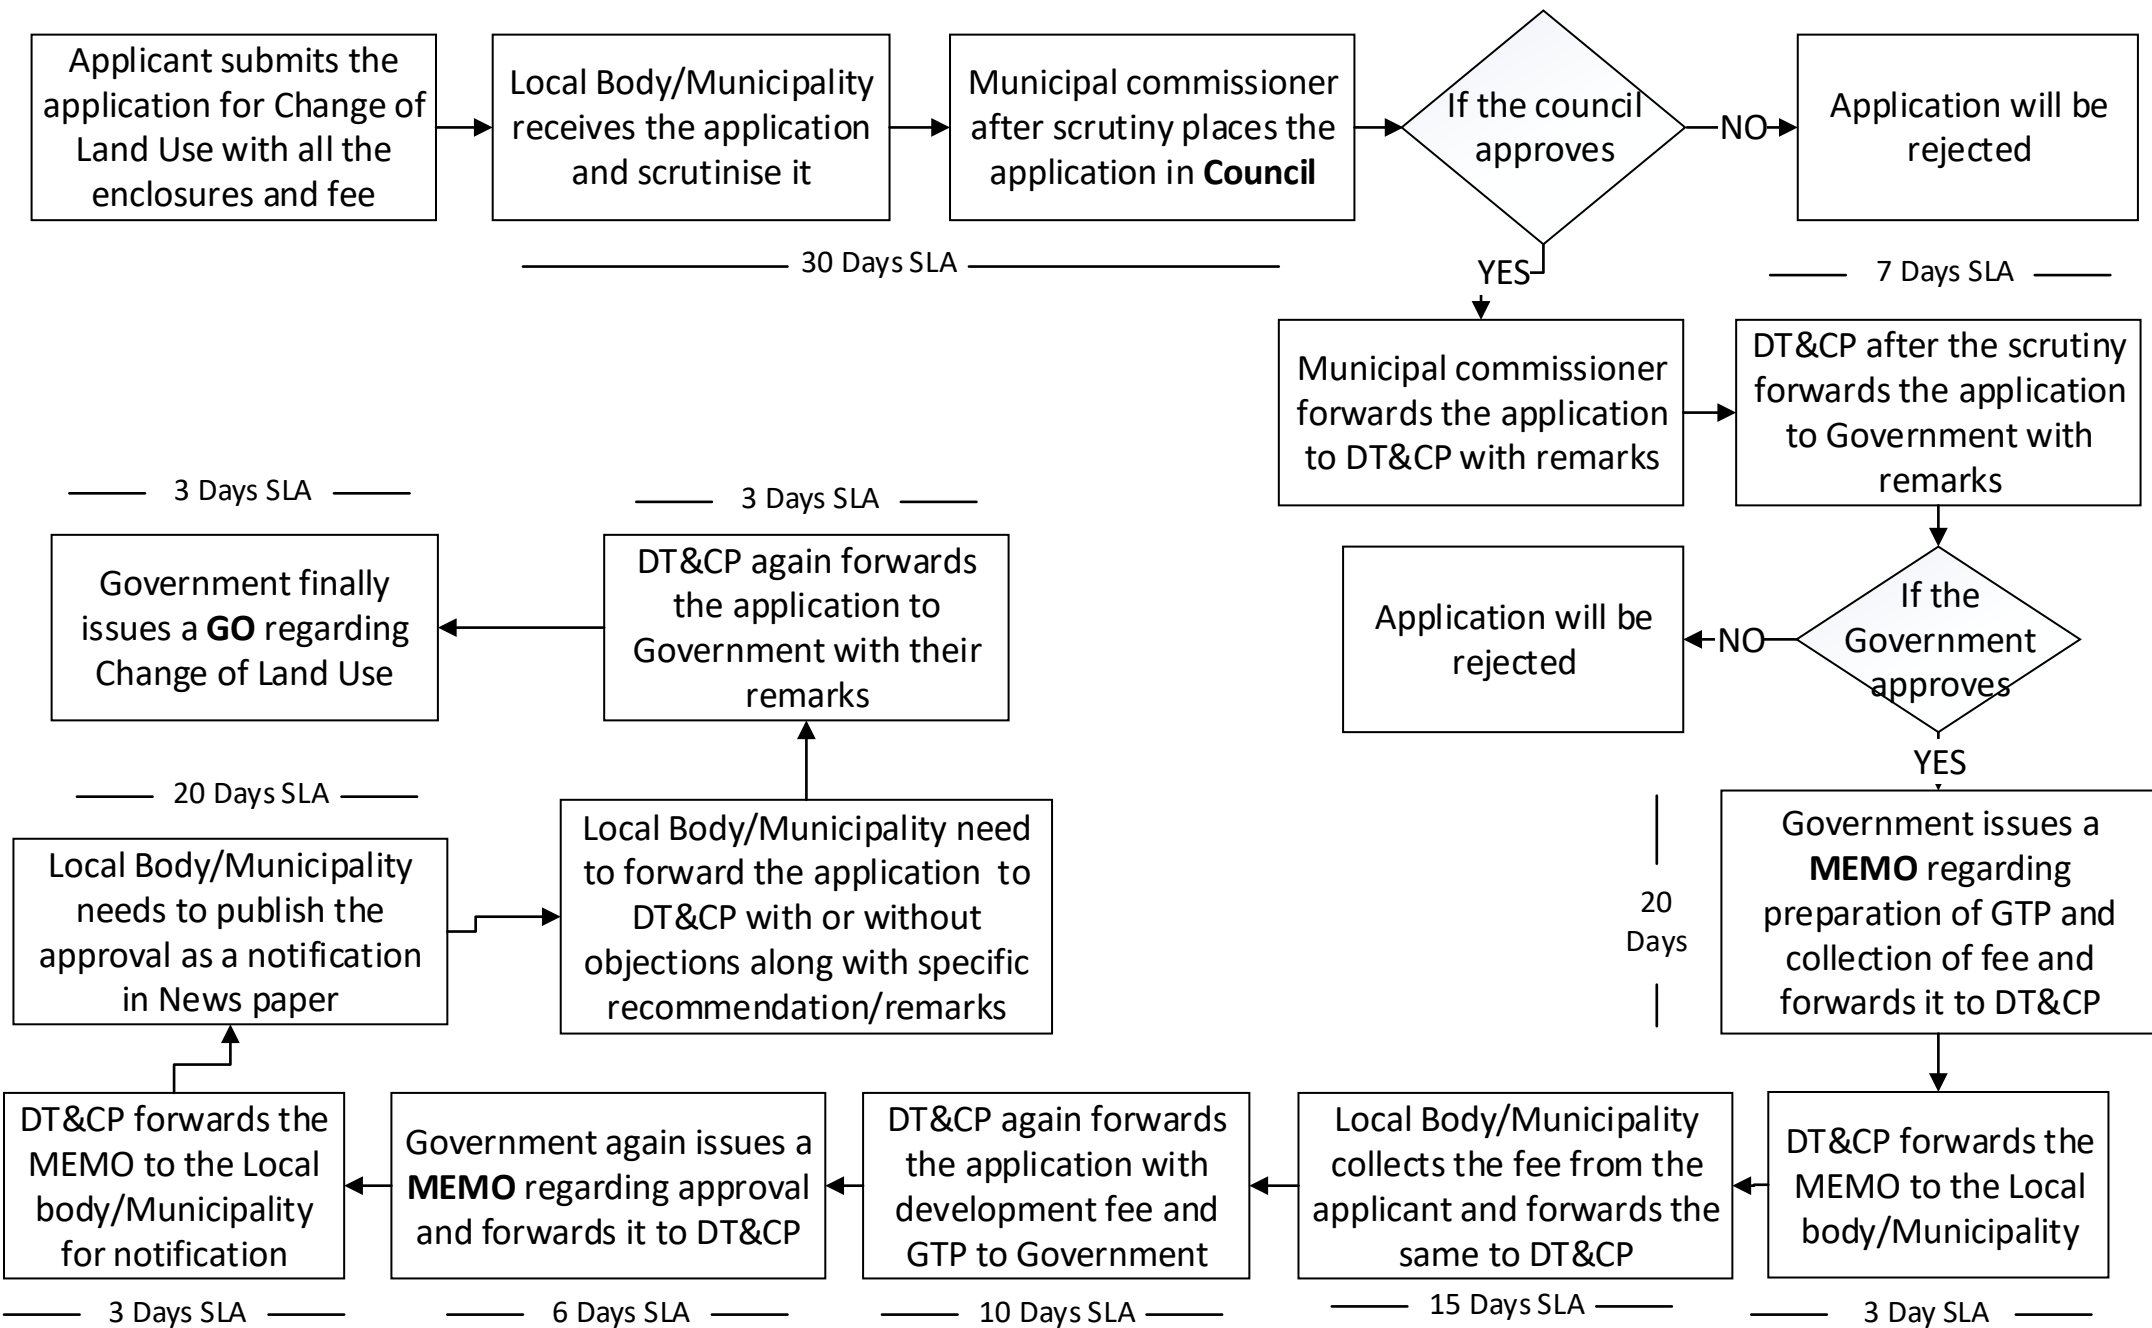 Applicant submits the
application for Change of
Land Use with all the
enclosures and fee
Local Body/Municipality
receives the application
and scrutinise it
Municipal commissioner
after scrutiny places the
application in Council
If the council
approves
NO
Application will be
rejected
30 Days SLA
YES
7 Days SLA
Municipal commissioner
forwards the application
to DT&CP with remarks
DT&CP after the scrutiny
forwards the application
to Government with
remarks
If the
Government
approves
NO
Application will be
rejected
YES
20
Days
Government issues a
MEMO regarding
preparation of GTP and
collection of fee and
forwards it to DT&CP
DT&CP forwards the
MEMO to the Local
body/Municipality
3 Day SLA
Local Body/Municipality
collects the fee from the
applicant and forwards the
same to DT&CP
15 Days SLA
DT&CP again forwards
the application with
development fee and
GTP to Government
10 Days SLA
Government again issues a
MEMO regarding approval
and forwards it to DT&CP
6 Days SLA
DT&CP forwards the
MEMO to the Local
body/Municipality
for notification
3 Days SLA
20 Days SLA
Local Body/Municipality
needs to publish the
approval as a notification
in News paper
Local Body/Municipality need
to forward the application to
DT&CP with or without
objections along with specific
recommendation/remarks
3 Days SLA
DT&CP again forwards
the application to
Government with their
remarks
3 Days SLA
Government finally
issues a GO regarding
Change of Land Use